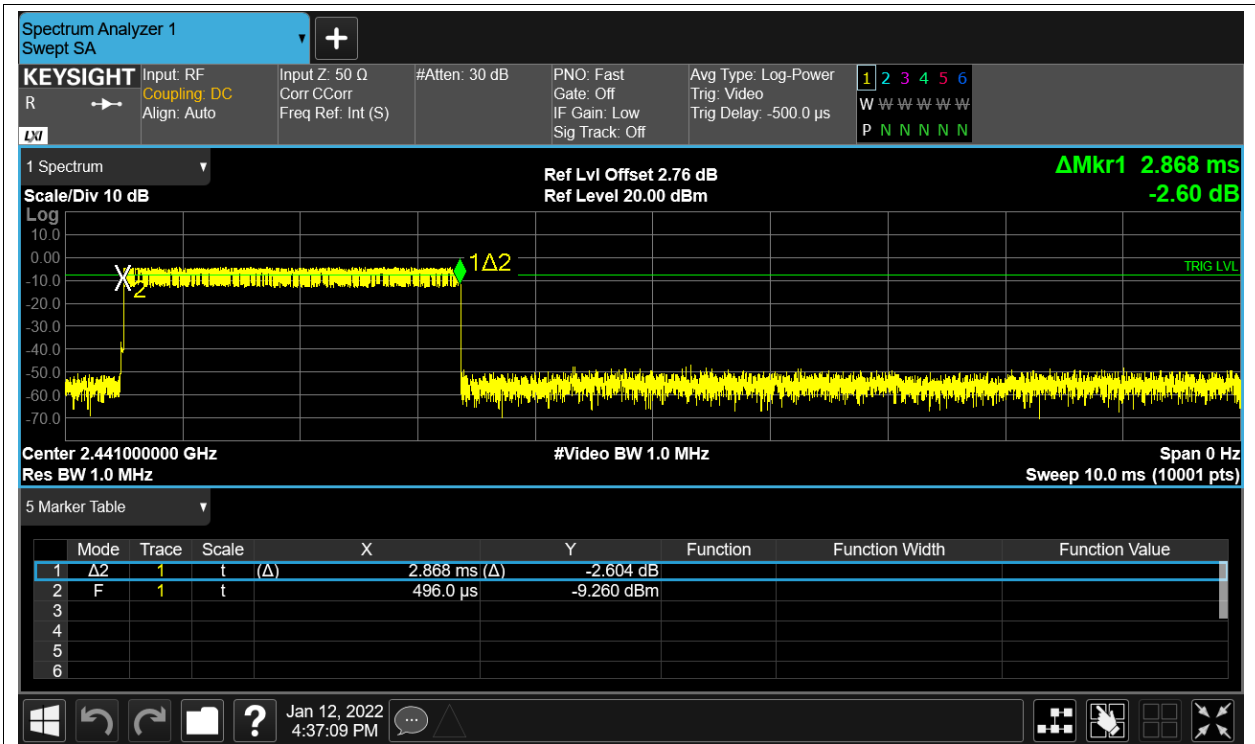 Spectrum Analyzer 1
Swept SA
KEYSIGHT Input: RF Input Z: 50 Ω #Atten: 30 dB PNO: Fast Avg Type: Log-Power 1 2 3 4 5 6
R Coupling: DC Corr CCorr Gate: Off Trig: Video W W W W W W
Align: Auto Freq Ref: Int (S) IF Gain: Low Trig Delay: -500.0 µs
LXI Sig Track: Off P N N N N N
1 Spectrum Ref Lvl Offset 2.76 dB ΔMkr1 2.868 ms
Scale/Div 10 dB Ref Level 20.00 dBm -2.60 dB
Log
10.0
0.00 1Δ2 TRIG LVL
-10.0 X 2
-20.0
-30.0
-40.0
-50.0
-60.0
-70.0
Center 2.441000000 GHz #Video BW 1.0 MHz Span 0 Hz
Res BW 1.0 MHz Sweep 10.0 ms (10001 pts)
5 Marker Table
Mode Trace Scale X Y Function Function Width Function Value
1 Δ2 1 t (Δ) 2.868 ms (Δ) -2.604 dB
2 F 1 t 496.0 µs -9.260 dBm
3
4
5
6
? Jan 12, 2022
4:37:09 PM